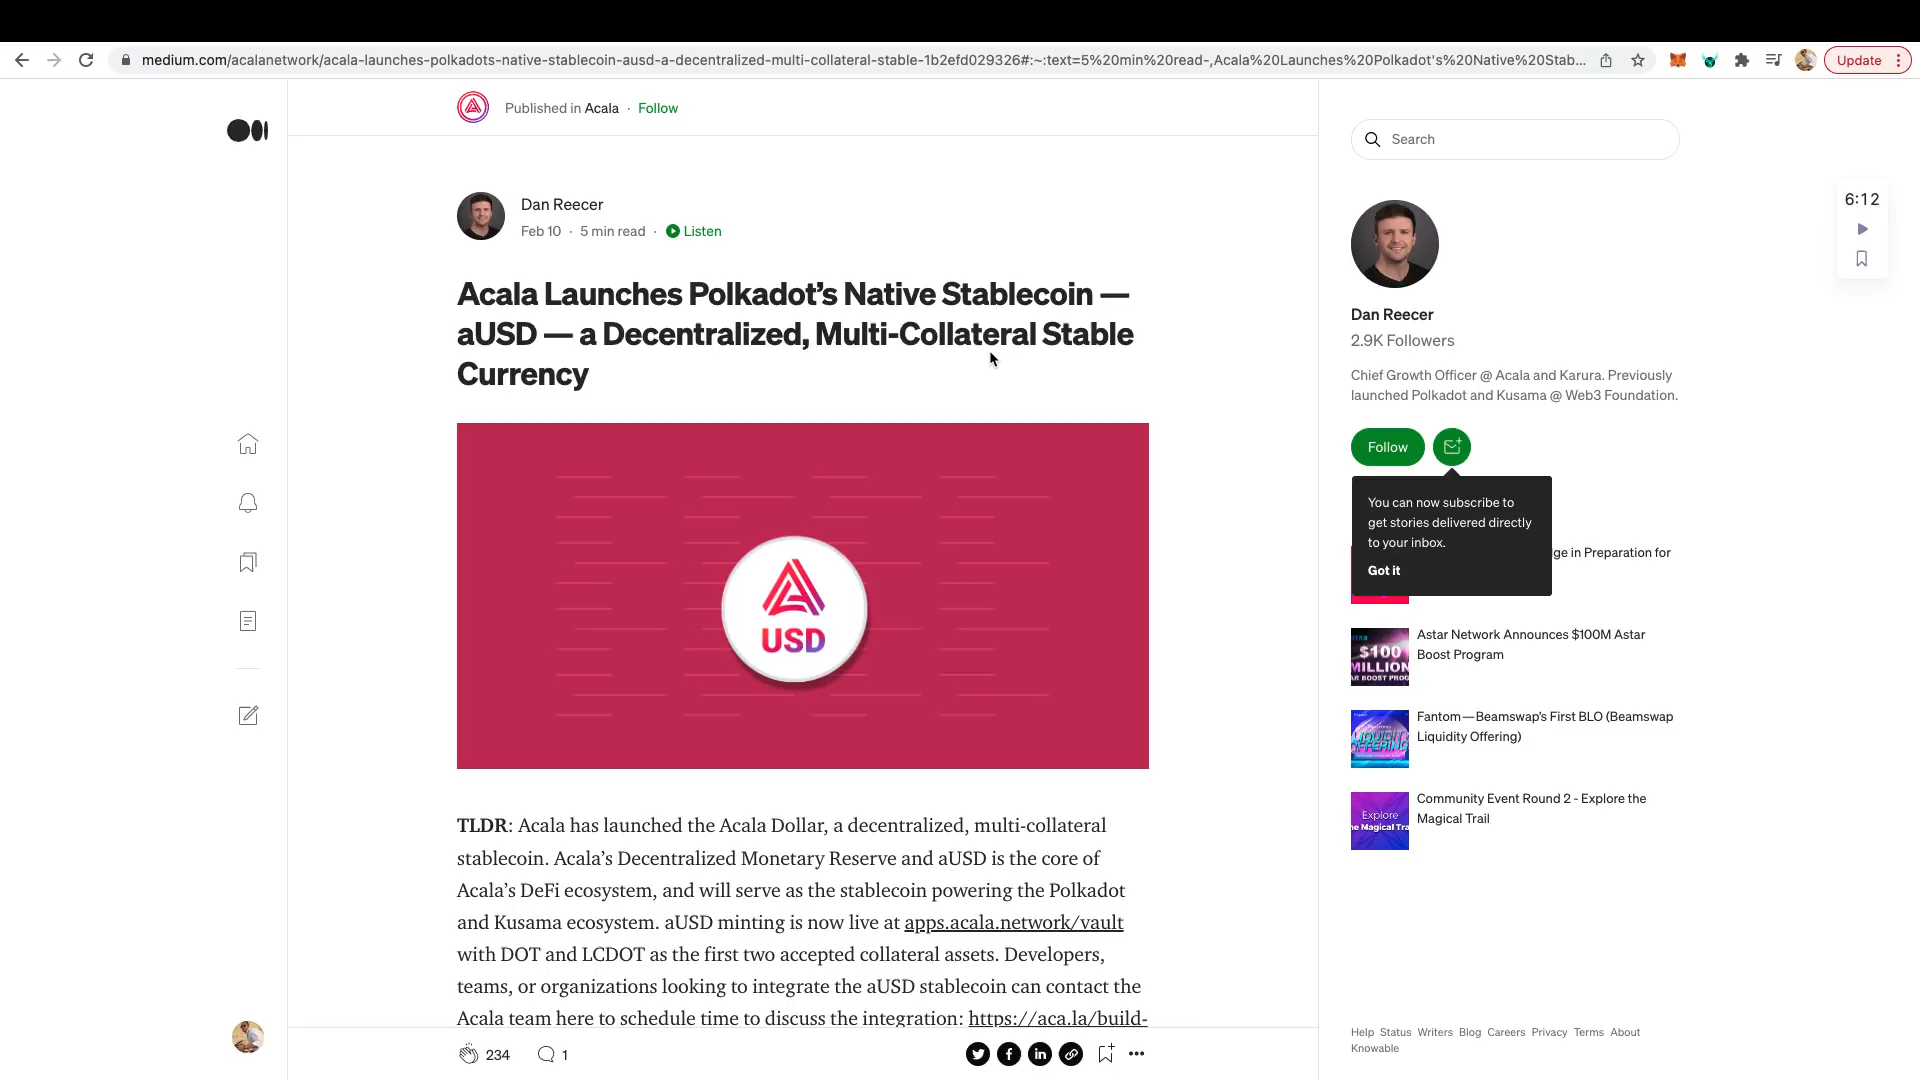 medium.com/acalanetwork/acala-launches-polkadots-native-stablecoin-ausd-a-decentralized-multi-collateral-stable-1b2efd029326#:~:text=5%20min%20read-,Acala%20Launches%20Polkadot's%20Native%20Stab...
Update
Published in Acala · Follow
Dan Reecer
Feb 10 · 5 min read · Listen
Acala Launches Polkadot’s Native Stablecoin —
aUSD — a Decentralized, Multi-Collateral Stable
Currency
USD
TLDR: Acala has launched the Acala Dollar, a decentralized, multi-collateral
stablecoin. Acala’s Decentralized Monetary Reserve and aUSD is the core of
Acala’s DeFi ecosystem, and will serve as the stablecoin powering the Polkadot
and Kusama ecosystem. aUSD minting is now live at apps.acala.network/vault
with DOT and LCDOT as the first two accepted collateral assets. Developers,
teams, or organizations looking to integrate the aUSD stablecoin can contact the
Acala team here to schedule time to discuss the integration: https://aca.la/build-
234
1
Search
Dan Reecer
2.9K Followers
Chief Growth Officer @ Acala and Karura. Previously
launched Polkadot and Kusama @ Web3 Foundation.
Follow
You can now subscribe to
get stories delivered directly
to your inbox.
Got it
in Preparation for
$100
MILLION
Astar Network Announces $100M Astar
Boost Program
Fantom — Beamswap’s First BLO (Beamswap
Liquidity Offering)
Explore
Community Event Round 2 - Explore the
Magical Trail
Help Status Writers Blog Careers Privacy Terms About
Knowable
6:12